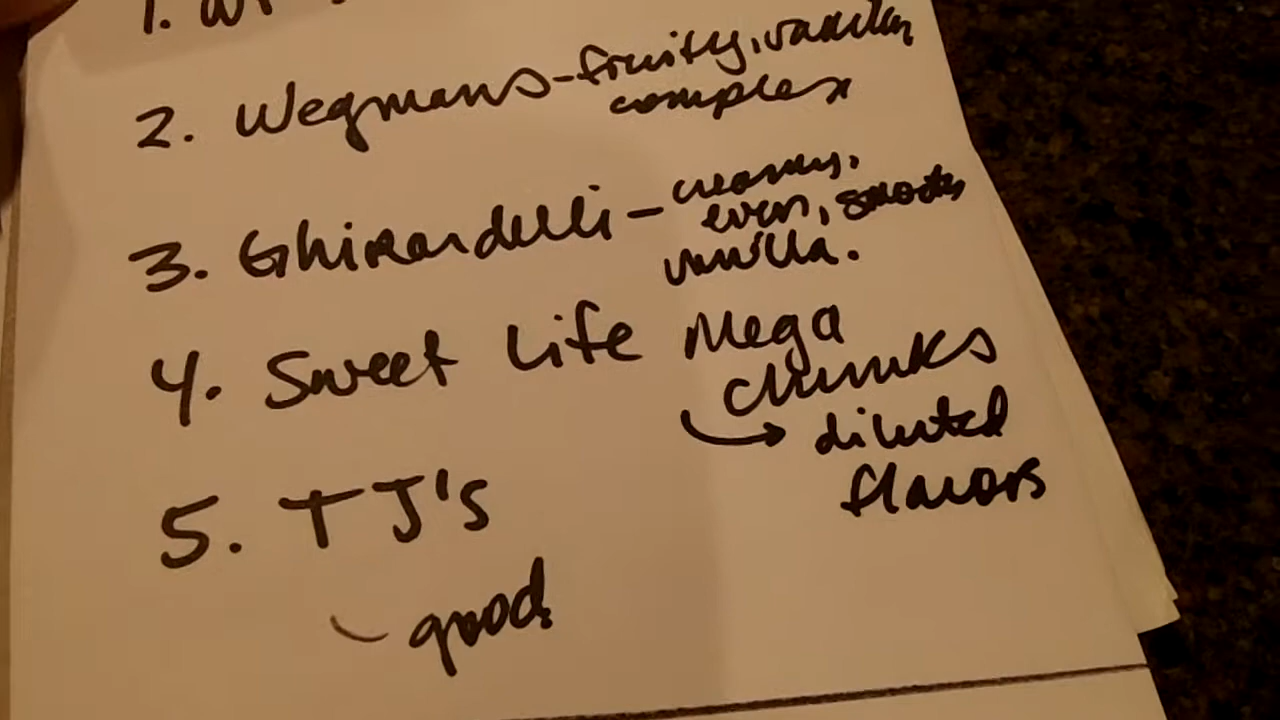 1.
2. Wegmans - fruity, vanilla,
complex
3. Ghirardelli - creamy,
even, smooth
vanilla.
4. Sweet Life Mega
Chunks
→ diluted
flavors
5. TJ's
- good